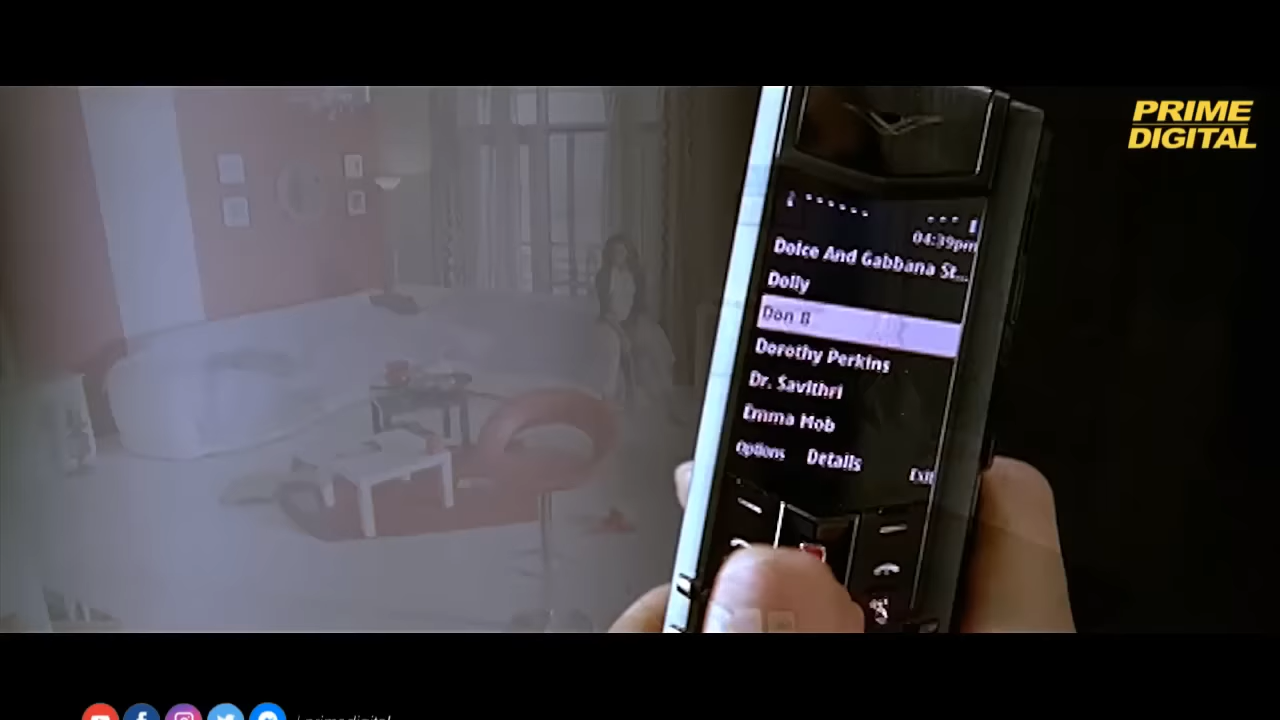 PRIME
DIGITAL
04:39pm
Dolce And Gabbana St...
Dolly
Don B
Dorothy Perkins
Dr. Savithri
Emma Mob
Options Details Exit
/ primedigital